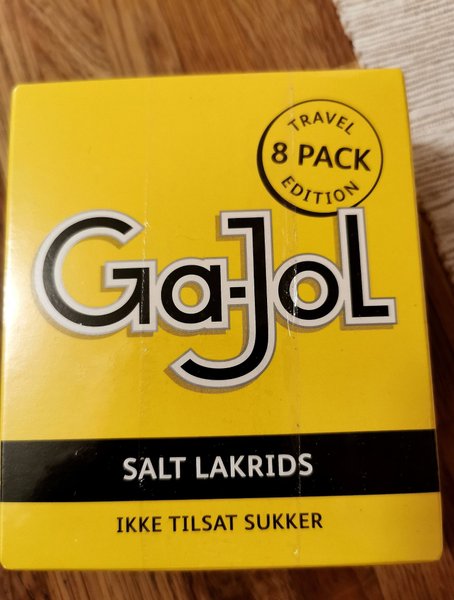 TRAVEL
8 PACK
EDITION
Ga-JoL
SALT LAKRIDS
IKKE TILSAT SUKKER